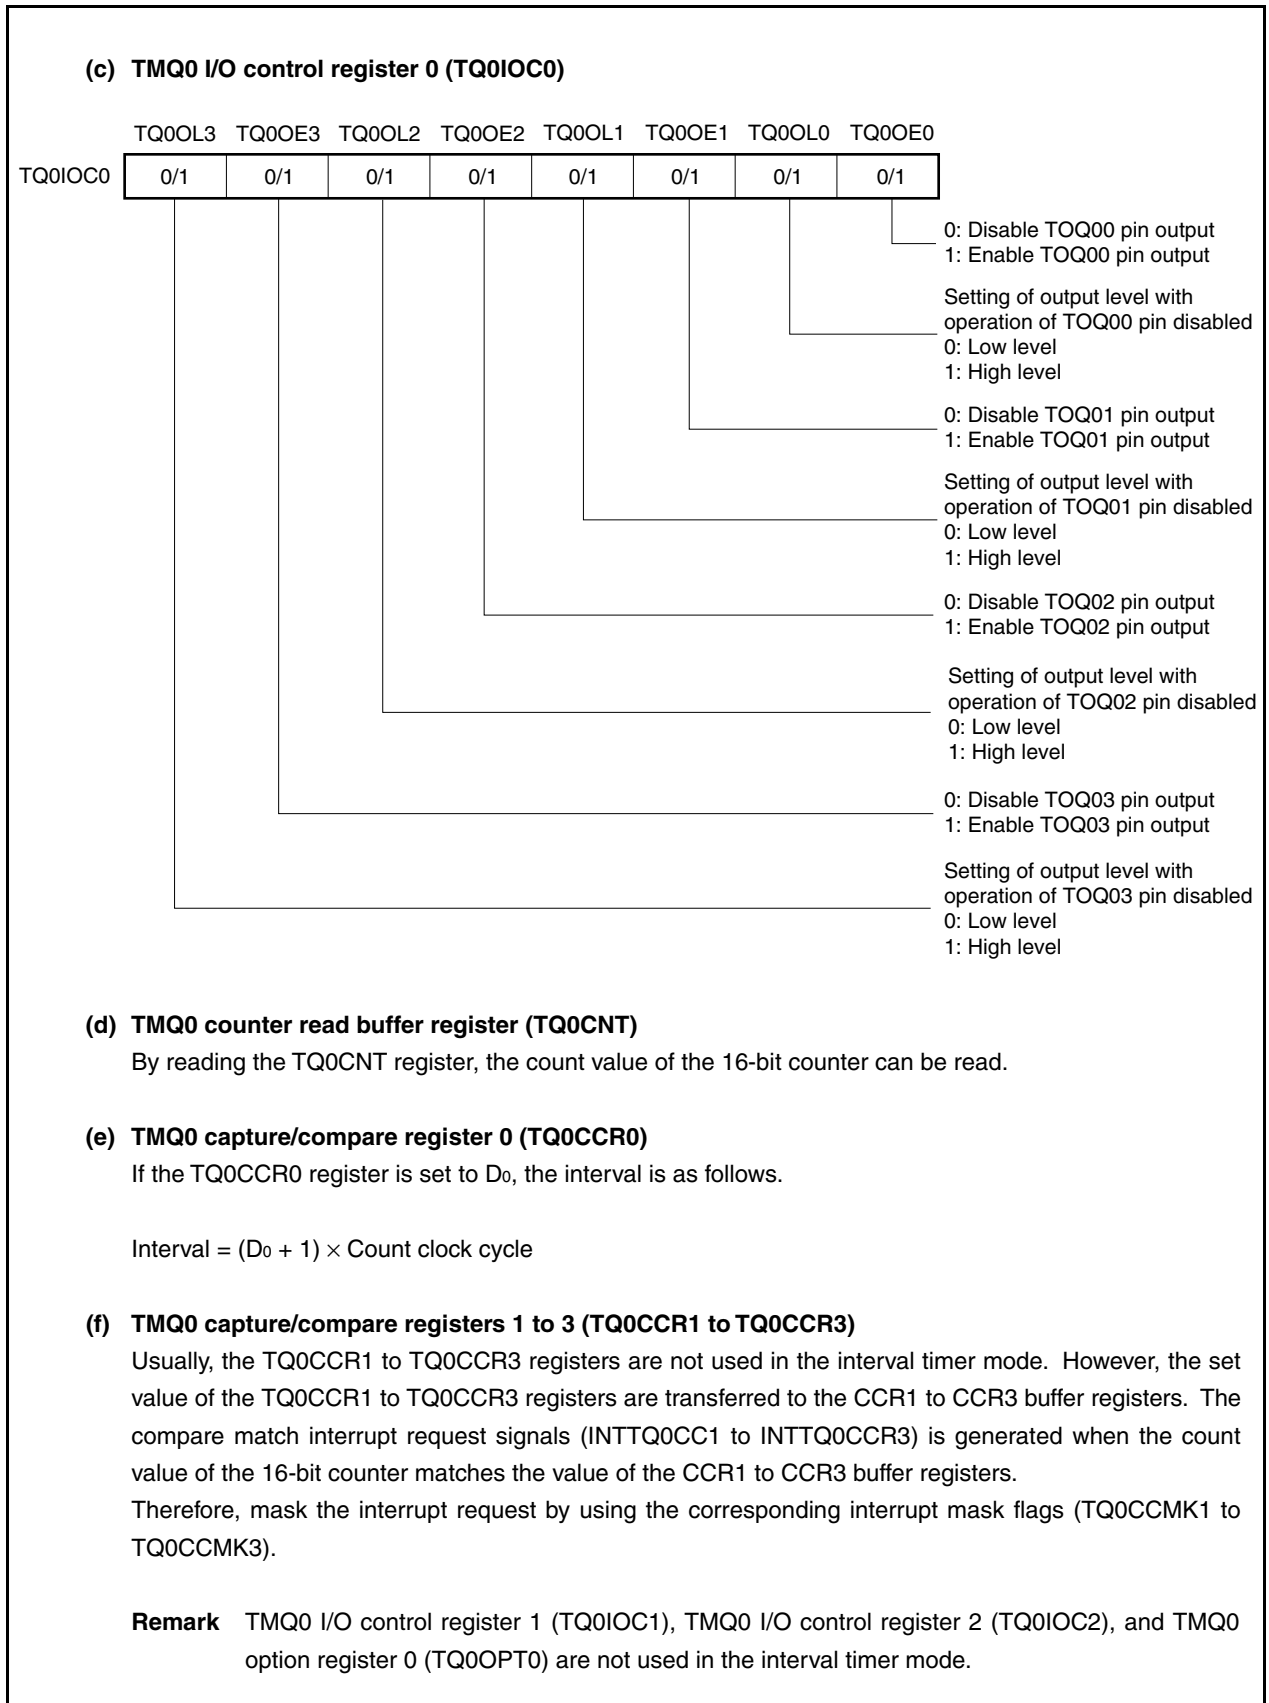 (c) TMQ0 I/O control register 0 (TQ0IOC0)
TQ0OL3 TQ0OE3 TQ0OL2 TQ0OE2 TQ0OL1 TQ0OE1 TQ0OL0 TQ0OE0
TQ0IOC0 0/1 0/1 0/1 0/1 0/1 0/1 0/1 0/1
0: Disable TOQ00 pin output
1: Enable TOQ00 pin output
Setting of output level with
operation of TOQ00 pin disabled
0: Low level
1: High level
0: Disable TOQ01 pin output
1: Enable TOQ01 pin output
Setting of output level with
operation of TOQ01 pin disabled
0: Low level
1: High level
0: Disable TOQ02 pin output
1: Enable TOQ02 pin output
Setting of output level with
operation of TOQ02 pin disabled
0: Low level
1: High level
0: Disable TOQ03 pin output
1: Enable TOQ03 pin output
Setting of output level with
operation of TOQ03 pin disabled
0: Low level
1: High level
(d) TMQ0 counter read buffer register (TQ0CNT)
By reading the TQ0CNT register, the count value of the 16-bit counter can be read.
(e) TMQ0 capture/compare register 0 (TQ0CCR0)
If the TQ0CCR0 register is set to D0, the interval is as follows.
Interval = (D0 + 1) × Count clock cycle
(f) TMQ0 capture/compare registers 1 to 3 (TQ0CCR1 to TQ0CCR3)
Usually, the TQ0CCR1 to TQ0CCR3 registers are not used in the interval timer mode. However, the set
value of the TQ0CCR1 to TQ0CCR3 registers are transferred to the CCR1 to CCR3 buffer registers. The
compare match interrupt request signals (INTTQ0CC1 to INTTQ0CCR3) is generated when the count
value of the 16-bit counter matches the value of the CCR1 to CCR3 buffer registers.
Therefore, mask the interrupt request by using the corresponding interrupt mask flags (TQ0CCMK1 to
TQ0CCMK3).
Remark TMQ0 I/O control register 1 (TQ0IOC1), TMQ0 I/O control register 2 (TQ0IOC2), and TMQ0
option register 0 (TQ0OPT0) are not used in the interval timer mode.